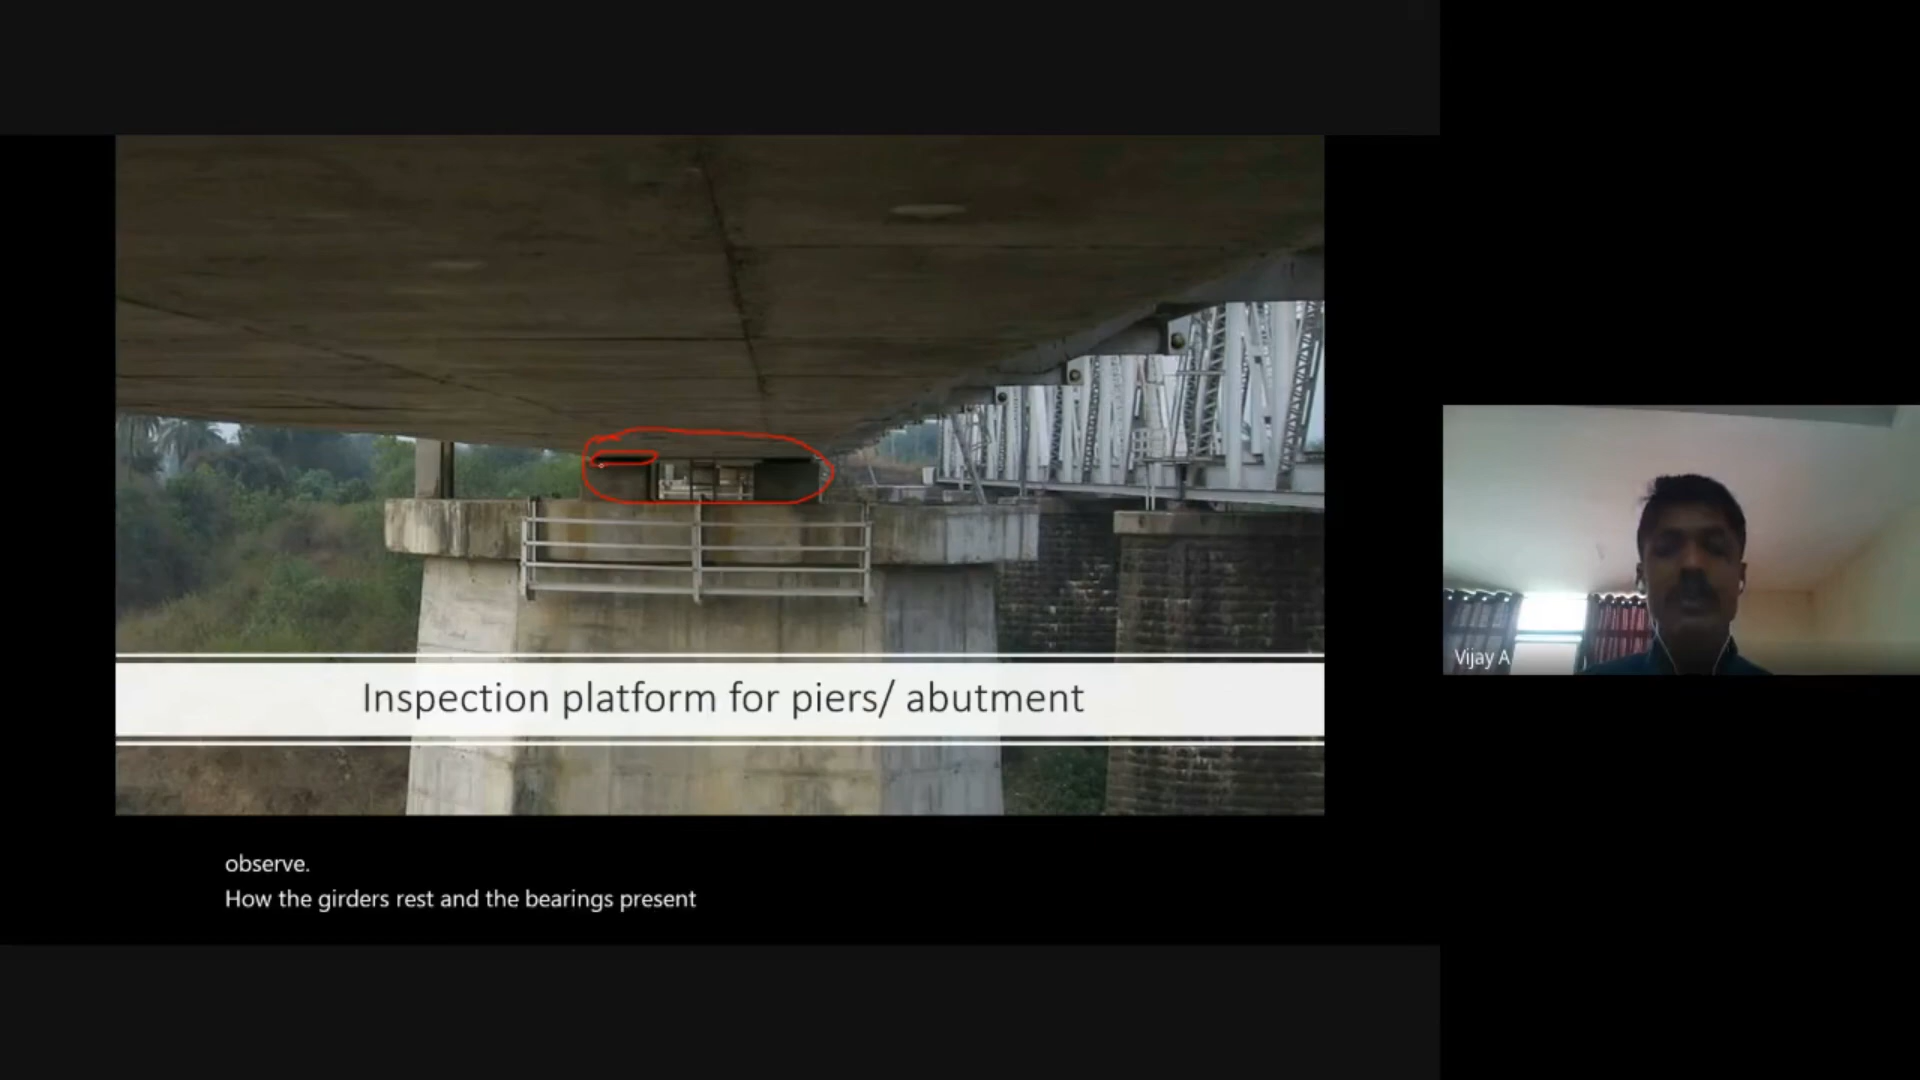 Inspection platform for piers/ abutment
Vijay A
observe.
How the girders rest and the bearings present